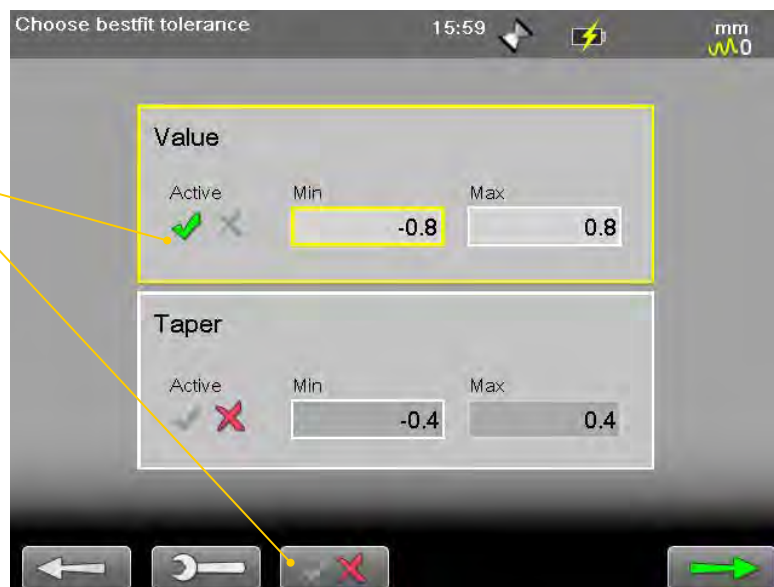 Choose bestfit tolerance 15:59 mm
0
Value
Active Min Max
-0.8 0.8
Taper
Active Min Max
-0.4 0.4